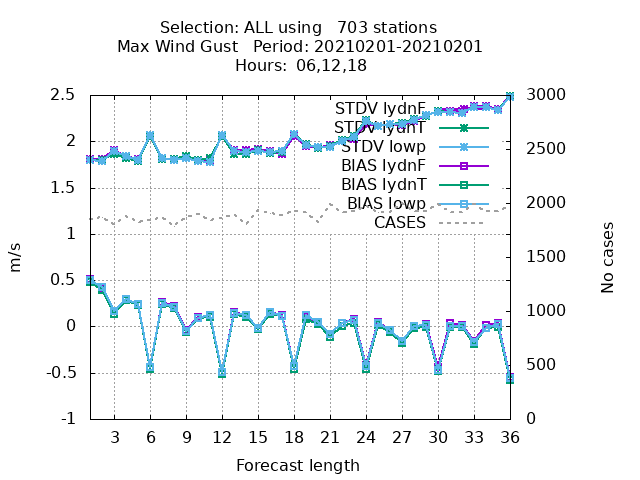 Selection: ALL using   703 stations
Max Wind Gust   Period: 20210201-20210201
Hours: 06,12,18
STDV lydnF
STDV lydnT
STDV lowp
BIAS lydnF
BIAS lydnT
BIAS lowp
CASES
2.5
2
1.5
1
0.5
0
-0.5
-1
3000
2500
2000
1500
1000
500
0
m/s
No cases
3 6 9 12 15 18 21 24 27 30 33 36
Forecast length